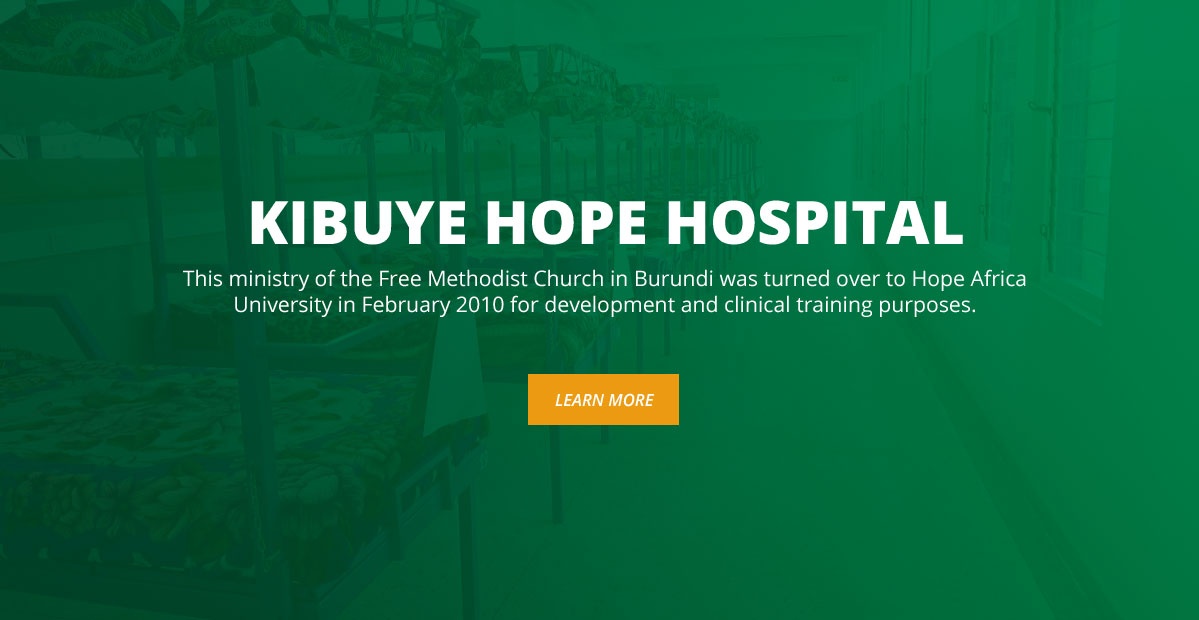 KIBUYE HOPE HOSPITAL
This ministry of the Free Methodist Church in Burundi was turned over to Hope Africa
University in February 2010 for development and clinical training purposes.
LEARN MORE